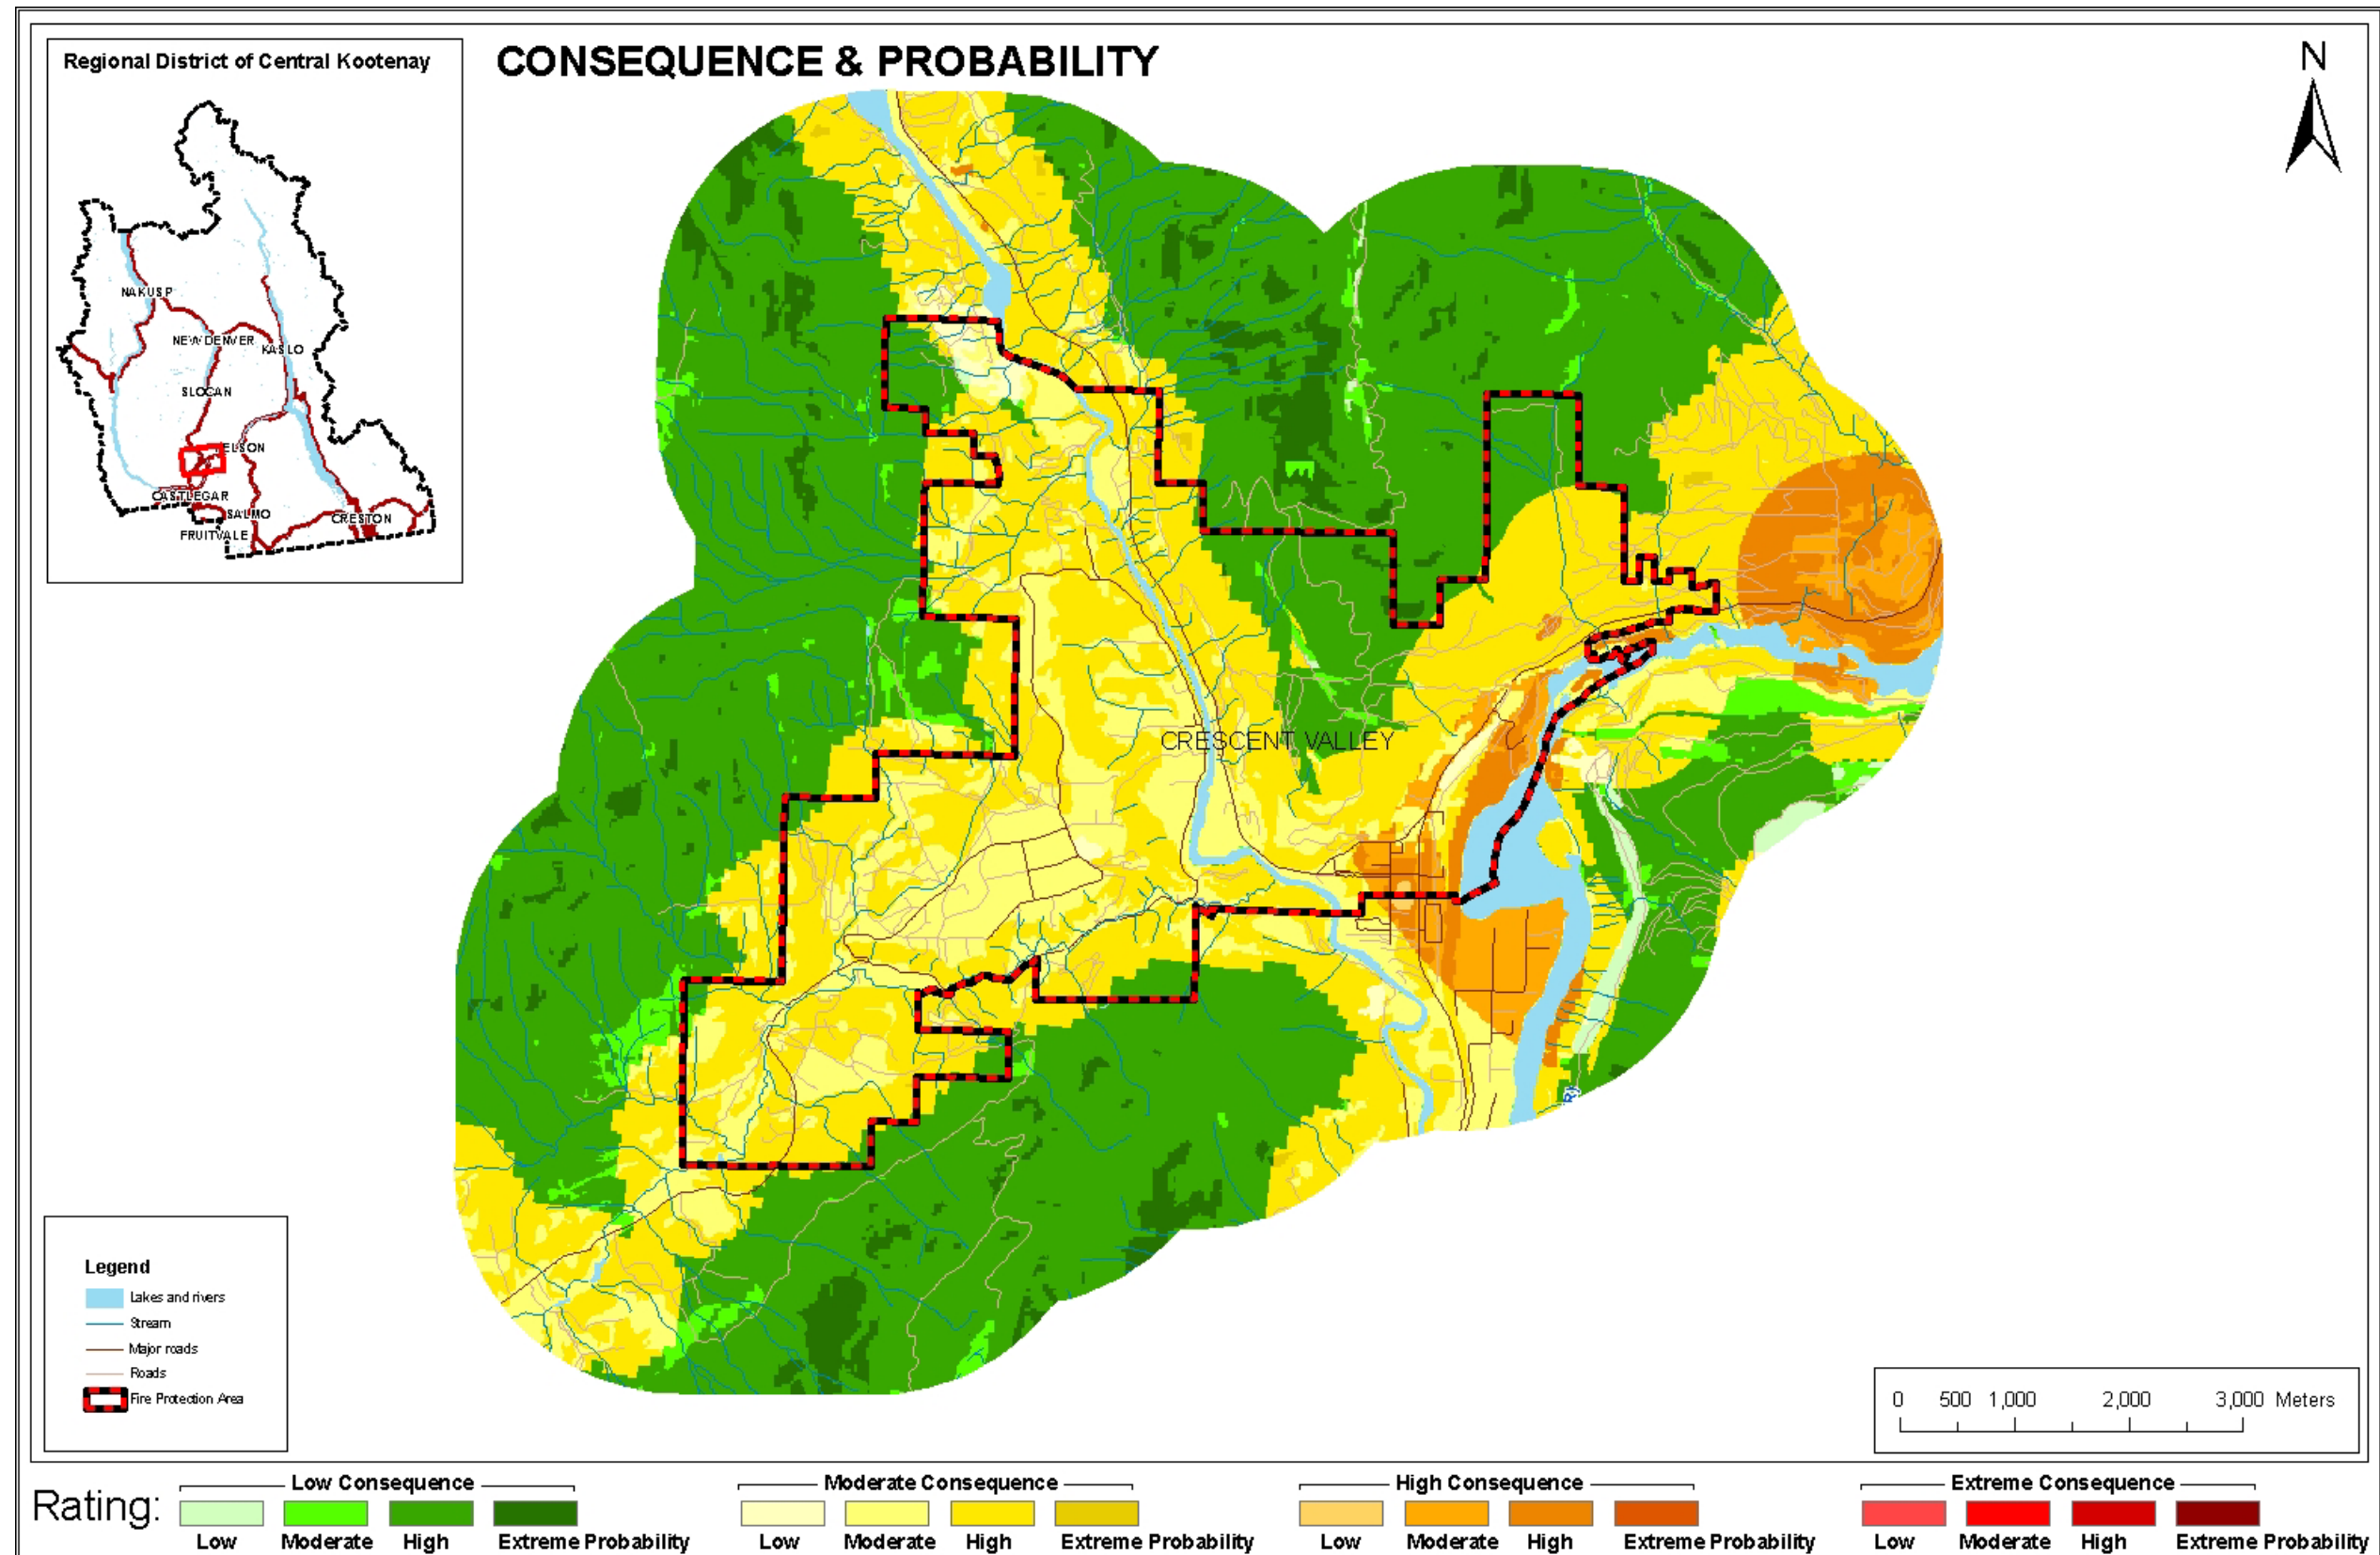 CONSEQUENCE & PROBABILITY
N
Regional District of Central Kootenay
NAKUSP
NEW DENVER
KASLO
SLOCAN
ELSON
CASTLEGAR
SALMO
CRESTON
FRUITVALE
CRESCENT VALLEY
Legend
Lakes and rivers
Stream
Major roads
Roads
Fire Protection Area
0 500 1,000 2,000 3,000 Meters
Rating:
Low Consequence
Low Moderate High Extreme Probability
Moderate Consequence
Low Moderate High Extreme Probability
High Consequence
Low Moderate High Extreme Probability
Extreme Consequence
Low Moderate High Extreme Probability